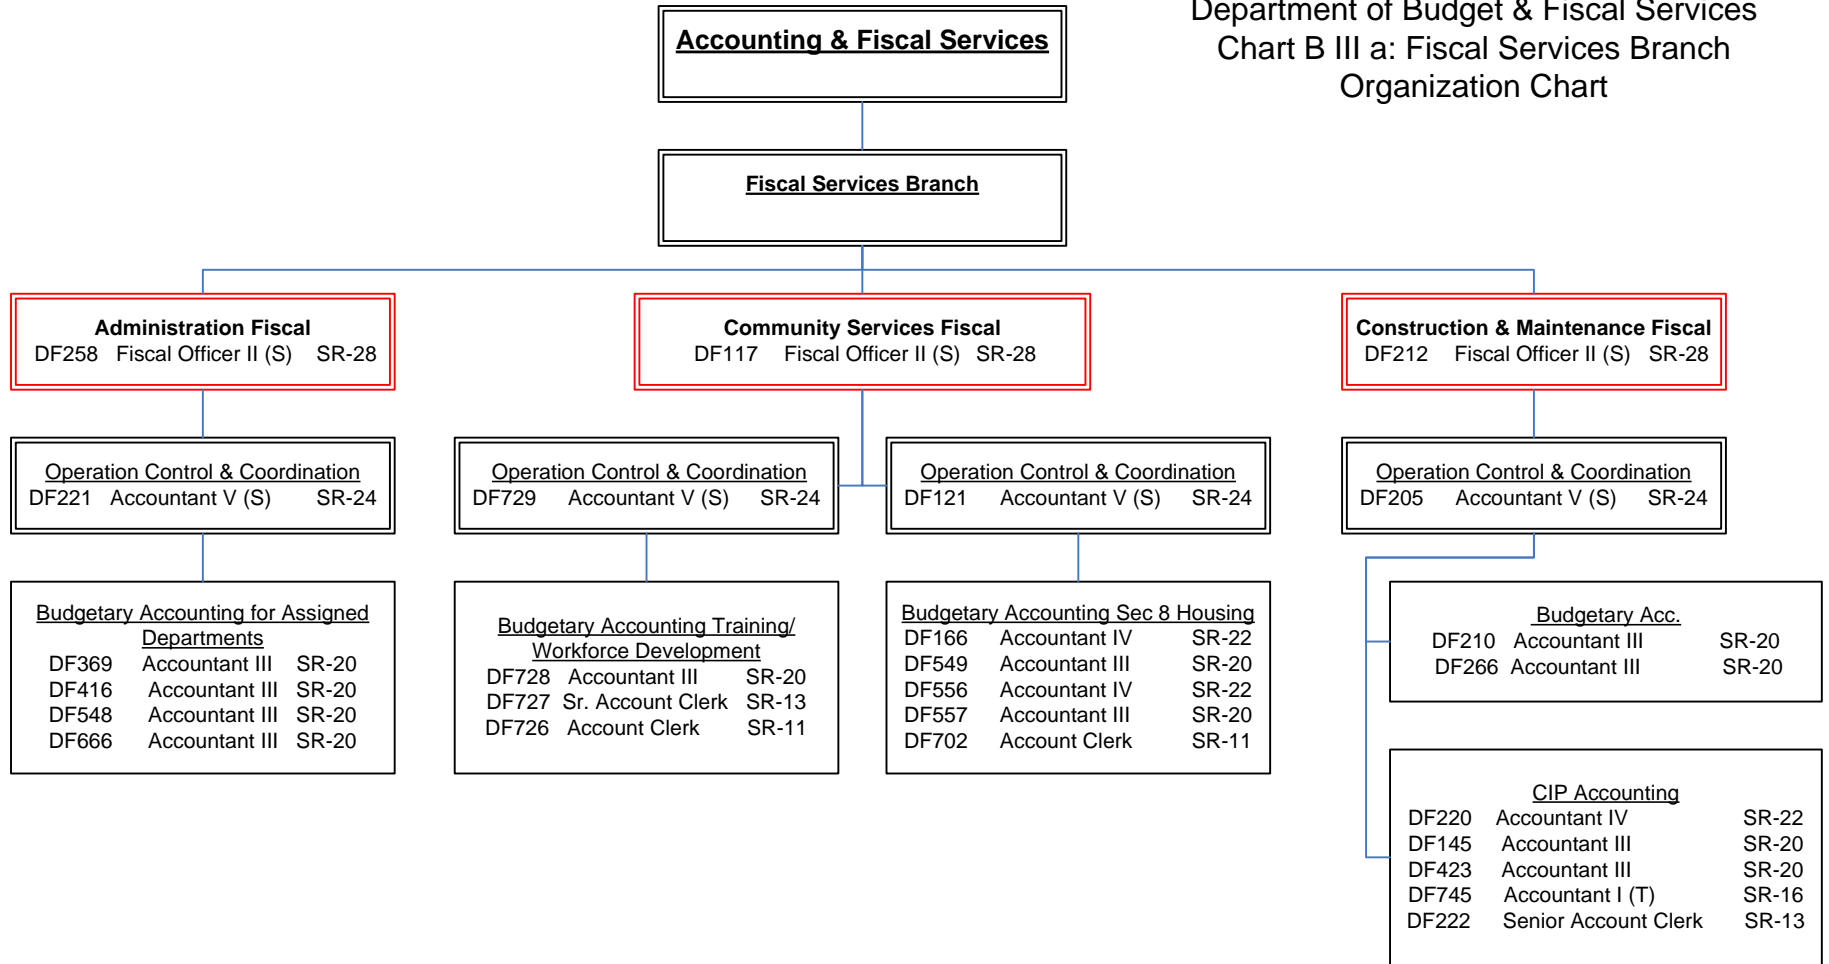 Department of Budget & Fiscal Services
Chart B III a: Fiscal Services Branch
Organization Chart
Accounting & Fiscal Services
Fiscal Services Branch
Administration Fiscal
DF258 Fiscal Officer II (S) SR-28
Community Services Fiscal
DF117 Fiscal Officer II (S) SR-28
Construction & Maintenance Fiscal
DF212 Fiscal Officer II (S) SR-28
Operation Control & Coordination
DF221 Accountant V (S) SR-24
Operation Control & Coordination
DF729 Accountant V (S) SR-24
Operation Control & Coordination
DF121 Accountant V (S) SR-24
Operation Control & Coordination
DF205 Accountant V (S) SR-24
Budgetary Accounting for Assigned
Departments
DF369 Accountant III SR-20
DF416 Accountant III SR-20
DF548 Accountant III SR-20
DF666 Accountant III SR-20
Budgetary Accounting Training/
Workforce Development
DF728 Accountant III SR-20
DF727 Sr. Account Clerk SR-13
DF726 Account Clerk SR-11
Budgetary Accounting Sec 8 Housing
DF166 Accountant IV SR-22
DF549 Accountant III SR-20
DF556 Accountant IV SR-22
DF557 Accountant III SR-20
DF702 Account Clerk SR-11
Budgetary Acc.
DF210 Accountant III SR-20
DF266 Accountant III SR-20
CIP Accounting
DF220 Accountant IV SR-22
DF145 Accountant III SR-20
DF423 Accountant III SR-20
DF745 Accountant I (T) SR-16
DF222 Senior Account Clerk SR-13